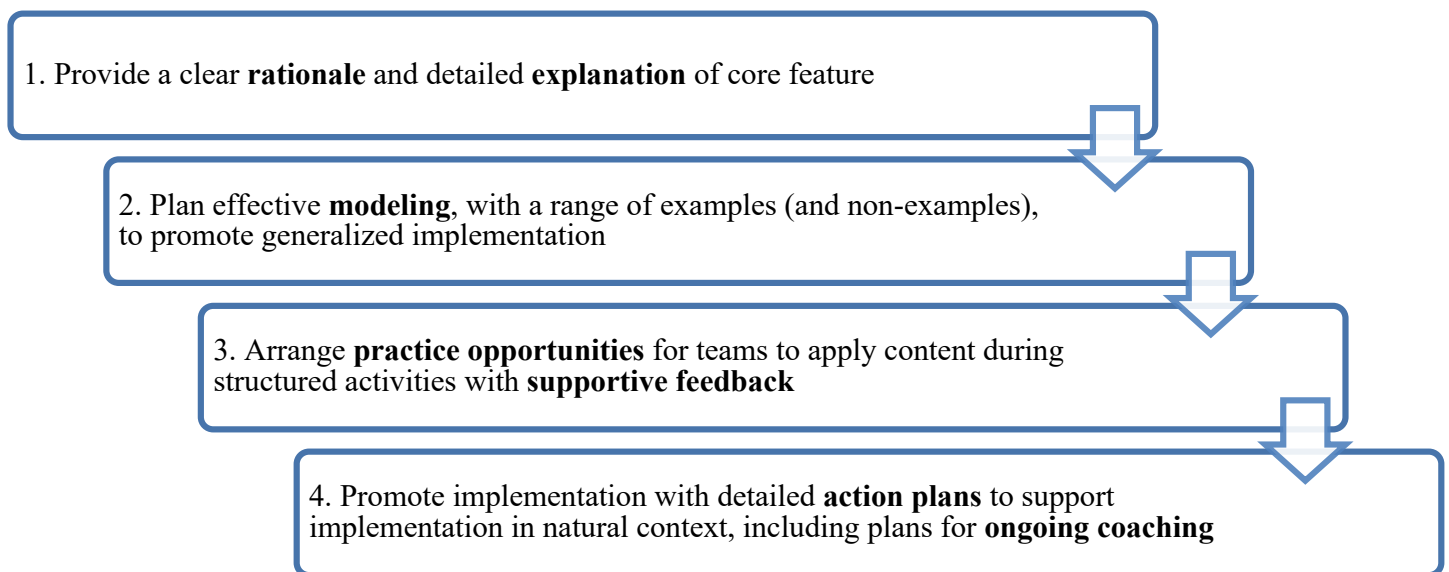 1. Provide a clear rationale and detailed explanation of core feature
2. Plan effective modeling, with a range of examples (and non-examples),
to promote generalized implementation
3. Arrange practice opportunities for teams to apply content during
structured activities with supportive feedback
4. Promote implementation with detailed action plans to support
implementation in natural context, including plans for ongoing coaching